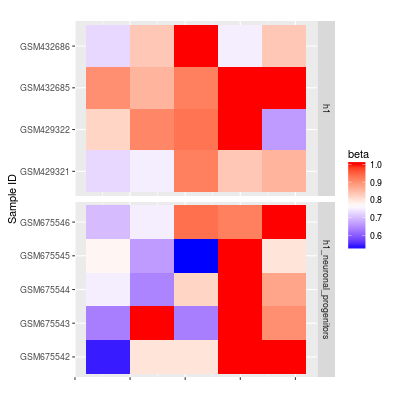 Sample ID
GSM432686
GSM432685
GSM429322
GSM429321
h1
GSM675546
GSM675545
GSM675544
GSM675543
GSM675542
h1_neuronal_progenitors
beta
1.0
0.9
0.8
0.7
0.6